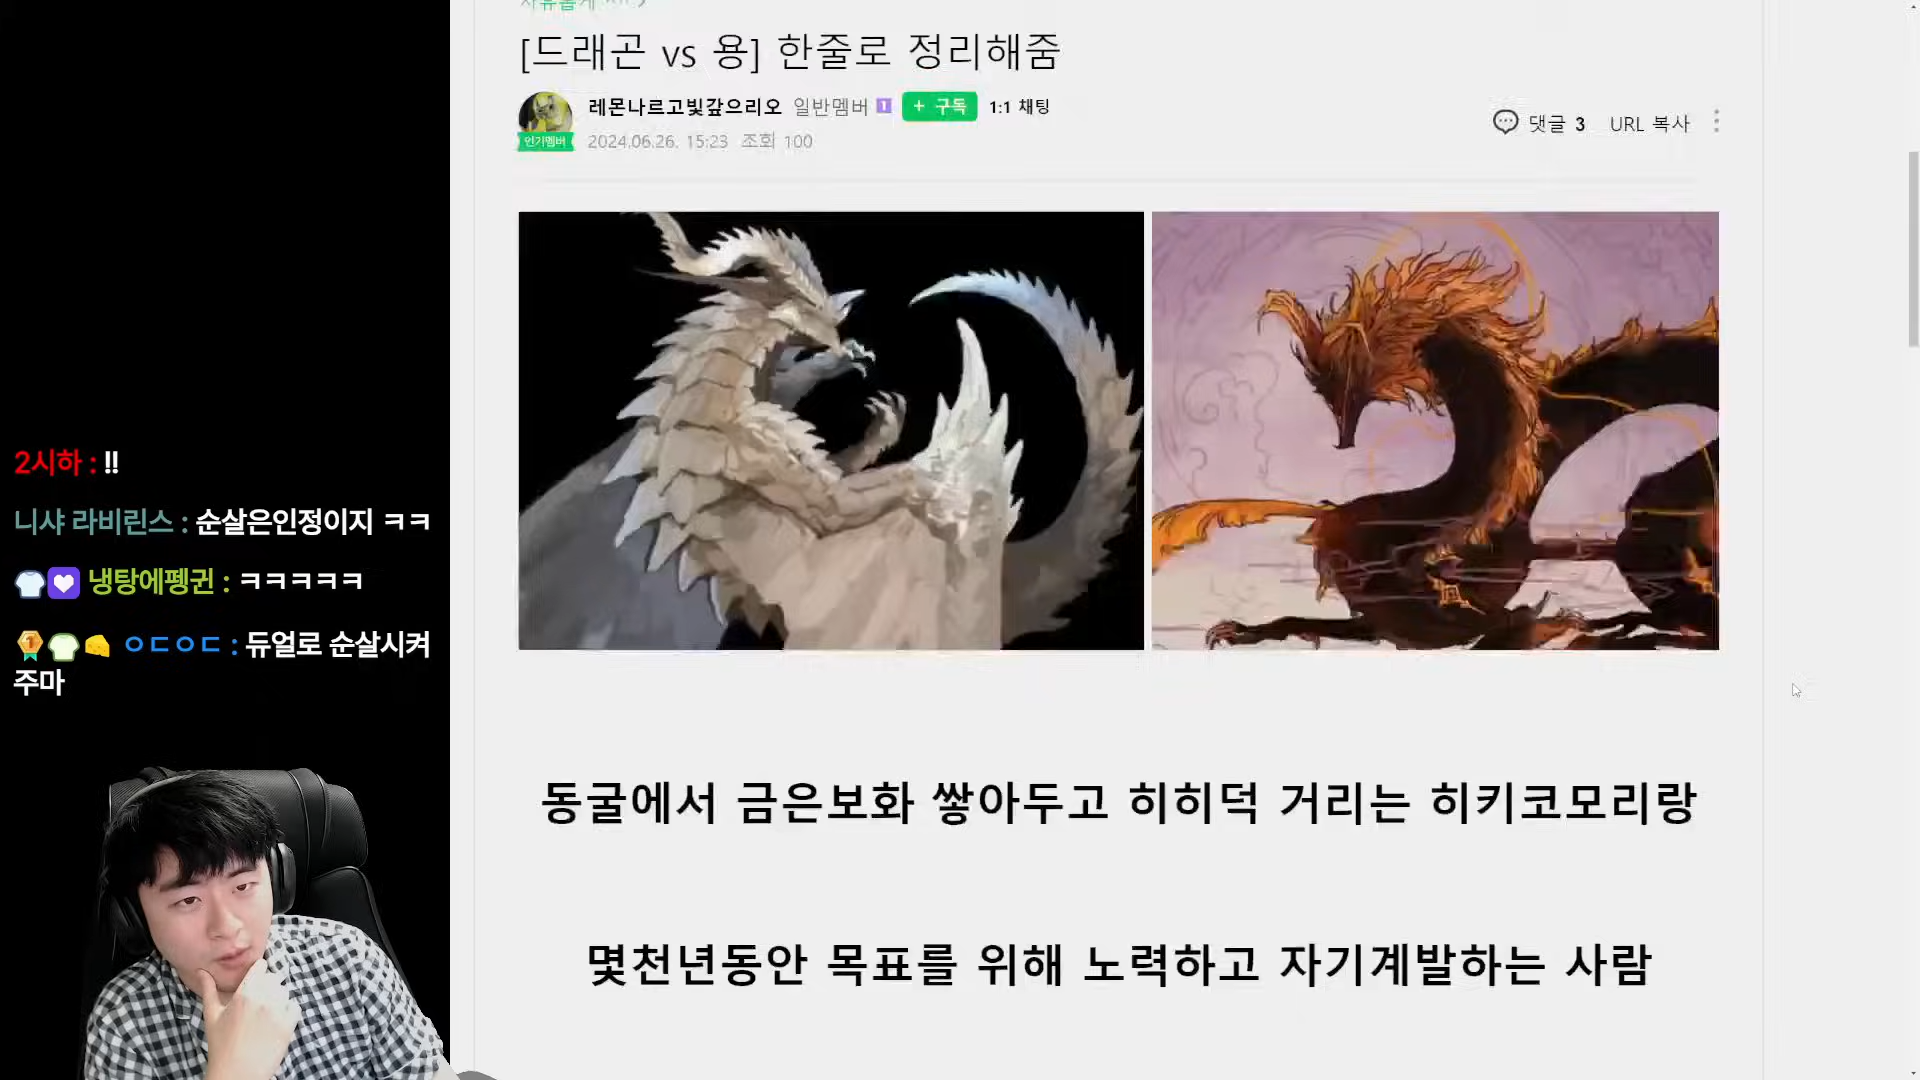 [드래곤 vs 용] 한줄로 정리해줌
레몬나르고빛갚으리오 일반멤버 1 + 구독 1:1 채팅
인기멤버
2024.06.26. 15:23 조회 100
댓글 3 URL 복사
2시하 : !!
니샤 라비린스 : 순살은인정이지 ㅋㅋ
냉탕에펭귄 : ㅋㅋㅋㅋㅋ
ㅇㄷㅇㄷ : 듀얼로 순살시켜
주마
동굴에서 금은보화 쌓아두고 히히덕 거리는 히키코모리랑
몇천년동안 목표를 위해 노력하고 자기계발하는 사람